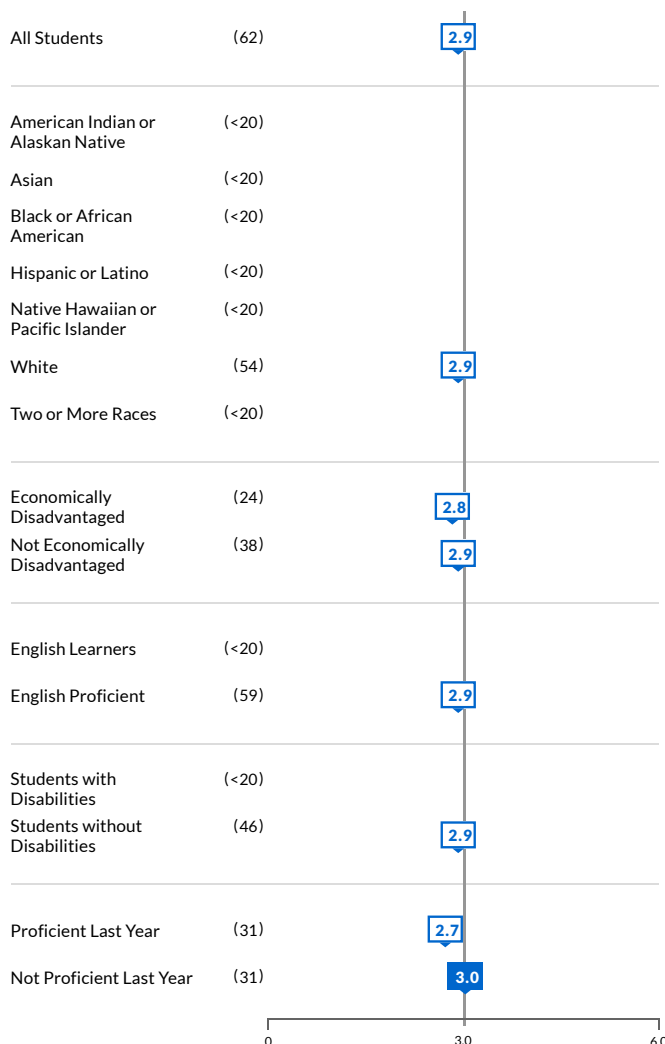 All Students (62) 2.9
American Indian or (<20)
Alaskan Native
Asian (<20)
Black or African (<20)
American
Hispanic or Latino (<20)
Native Hawaiian or (<20)
Pacific Islander
White (54) 2.9
Two or More Races (<20)
Economically (24) 2.8
Disadvantaged
Not Economically (38) 2.9
Disadvantaged
English Learners (<20)
English Proficient (59) 2.9
Students with (<20)
Disabilities
Students without (46) 2.9
Disabilities
Proficient Last Year (31) 2.7
Not Proficient Last Year (31) 3.0
0 3.0 6.0